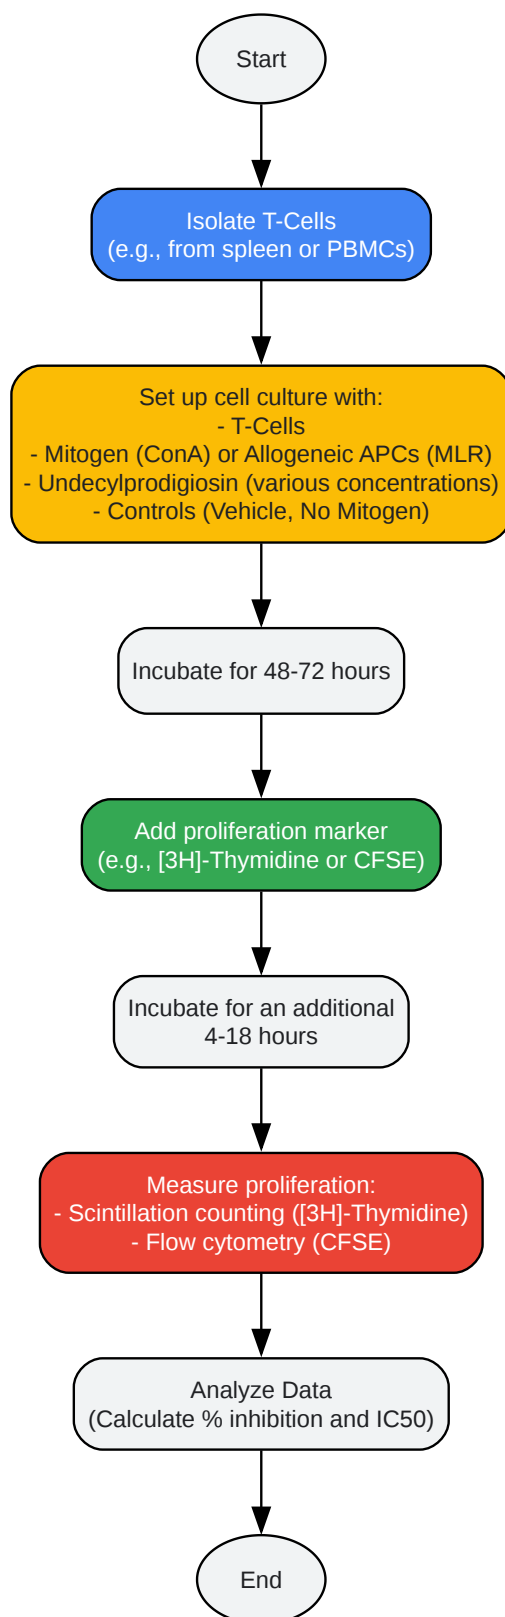 Start
Isolate T-Cells
(e.g., from spleen or PBMCs)
Set up cell culture with:
- T-Cells
- Mitogen (ConA) or Allogeneic APCs (MLR)
- Undecylprodigiosin (various concentrations)
- Controls (Vehicle, No Mitogen)
Incubate for 48-72 hours
Add proliferation marker
(e.g., [3H]-Thymidine or CFSE)
Incubate for an additional
4-18 hours
Measure proliferation:
- Scintillation counting ([3H]-Thymidine)
- Flow cytometry (CFSE)
Analyze Data
(Calculate % inhibition and IC50)
End